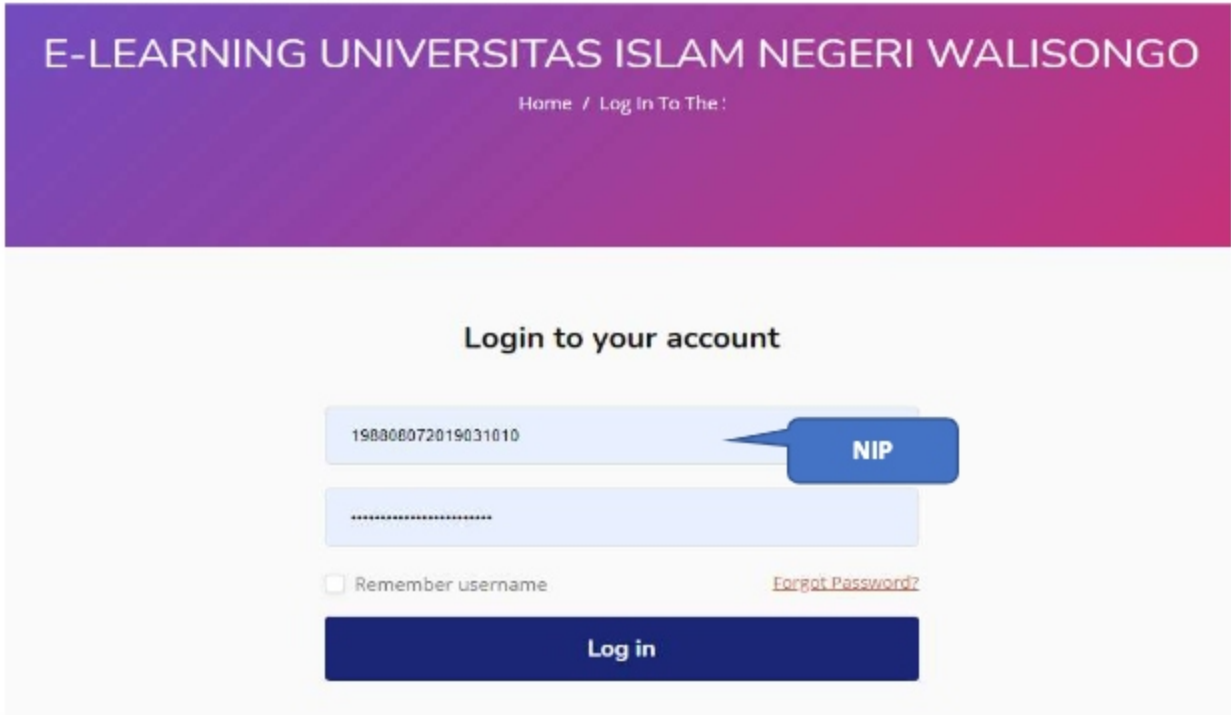 E-LEARNING UNIVERSITAS ISLAM NEGERI WALISONGO
Home / Log In To The
Login to your account
198808072019031010
NIP
Remember username
Forgot Password?
Log in